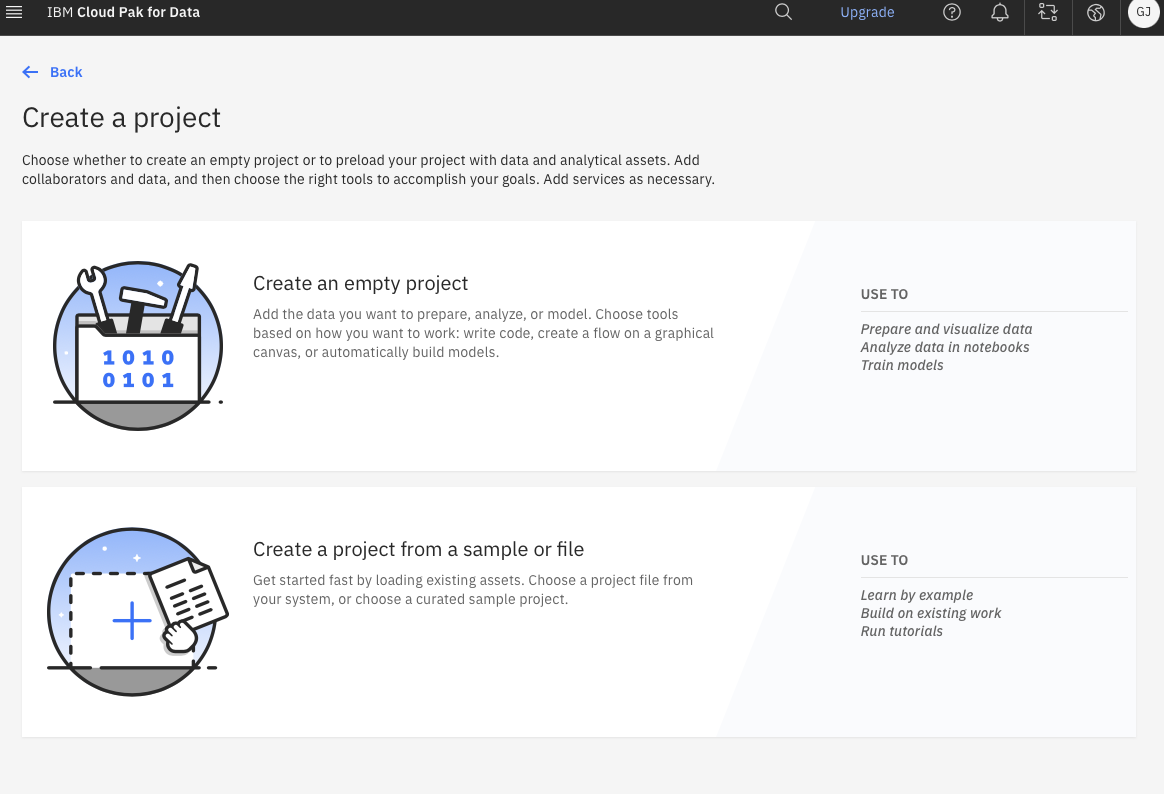 IBM Cloud Pak for Data
Upgrade
GJ
Back
Create a project
Choose whether to create an empty project or to preload your project with data and analytical assets. Add
collaborators and data, and then choose the right tools to accomplish your goals. Add services as necessary.
1010
0101
Create an empty project
Add the data you want to prepare, analyze, or model. Choose tools
based on how you want to work: write code, create a flow on a graphical
canvas, or automatically build models.
USE TO
Prepare and visualize data
Analyze data in notebooks
Train models
Create a project from a sample or file
Get started fast by loading existing assets. Choose a project file from
your system, or choose a curated sample project.
USE TO
Learn by example
Build on existing work
Run tutorials